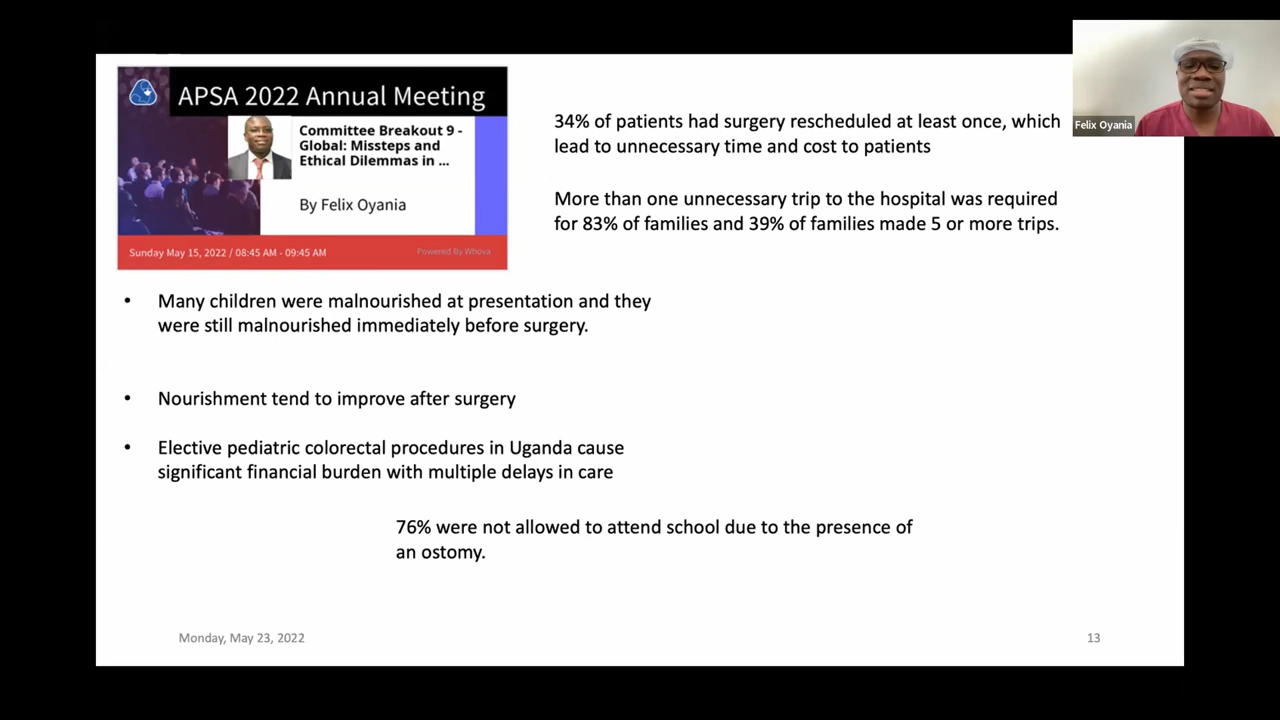 APSA 2022 Annual Meeting
Committee Breakout 9 -
Global: Missteps and
Ethical Dilemmas in ...
By Felix Oyania
Sunday May 15, 2022 / 08:45 AM - 09:45 AM
Powered By Whova
34% of patients had surgery rescheduled at least once, which
lead to unnecessary time and cost to patients
More than one unnecessary trip to the hospital was required
for 83% of families and 39% of families made 5 or more trips.
Felix Oyania
• Many children were malnourished at presentation and they
were still malnourished immediately before surgery.
• Nourishment tend to improve after surgery
• Elective pediatric colorectal procedures in Uganda cause
significant financial burden with multiple delays in care
76% were not allowed to attend school due to the presence of
an ostomy.
Monday, May 23, 2022
13